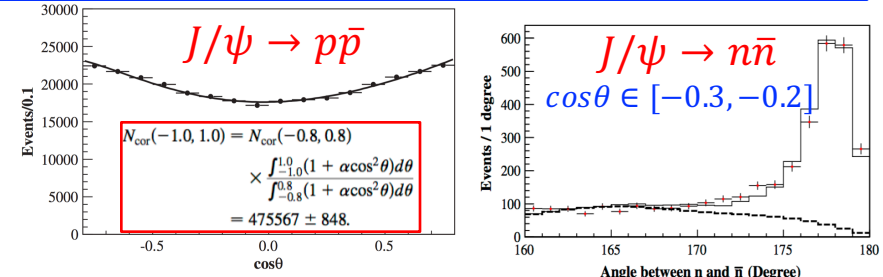 30000
25000
20000
15000
10000
5000
0
Events/0.1
J/ψ → pp̄
N_cor(−1.0, 1.0) = N_cor(−0.8, 0.8)
× ∫_{−1.0}^{1.0}(1 + αcos²θ)dθ / ∫_{−0.8}^{0.8}(1 + αcos²θ)dθ
= 475567 ± 848.
-0.5
0.0
0.5
cosθ
600
500
400
300
200
100
0
Events / 1 degree
J/ψ → nn̄
cosθ ∈ [−0.3, −0.2]
160
165
170
175
180
Angle between n and n̄ (Degree)